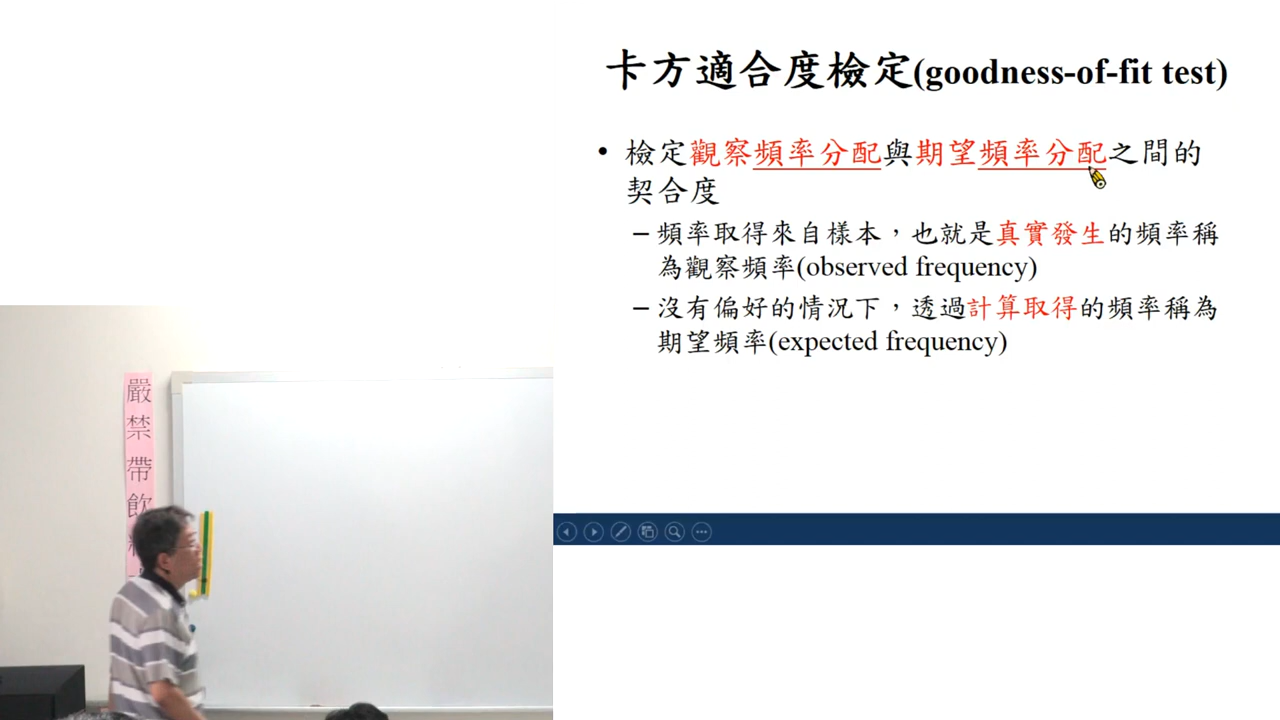 卡方適合度檢定(goodness-of-fit test)
• 檢定觀察頻率分配與期望頻率分配之間的
契合度
– 頻率取得來自樣本，也就是真實發生的頻率稱
為觀察頻率(observed frequency)
– 沒有偏好的情況下，透過計算取得的頻率稱為
期望頻率(expected frequency)
嚴禁帶飲